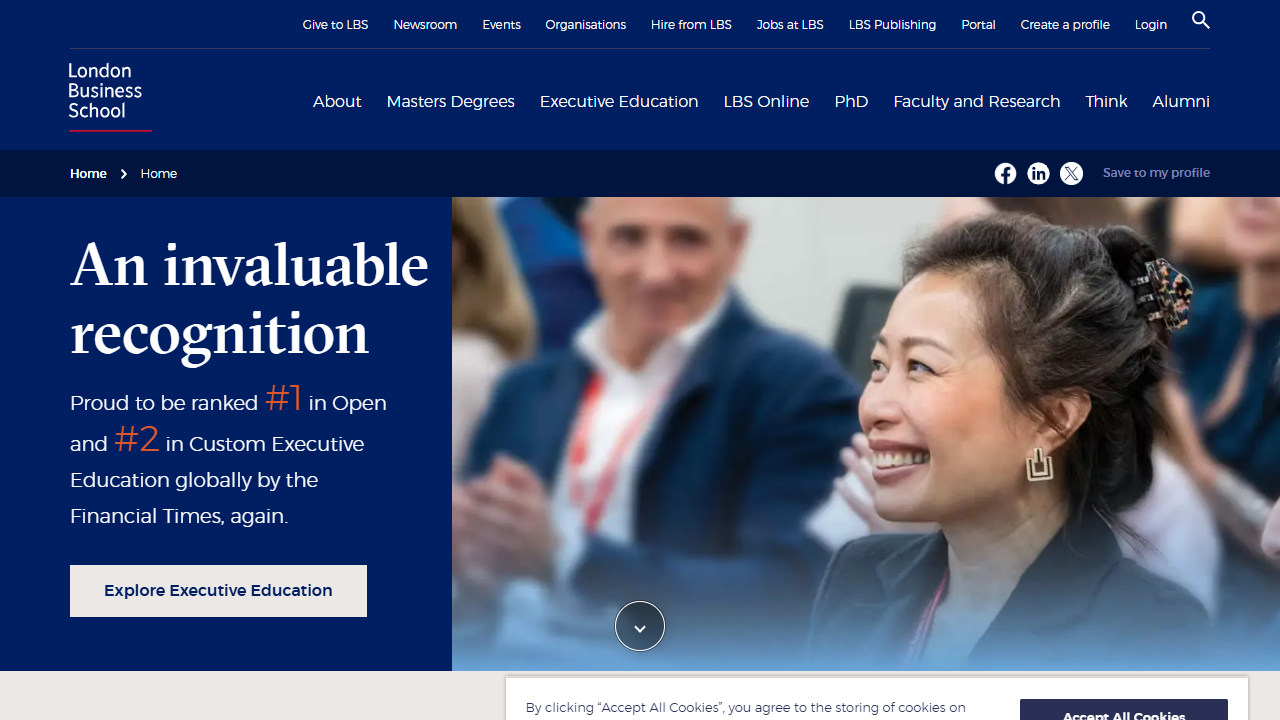 Give to LBS Newsroom Events Organisations Hire from LBS Jobs at LBS LBS Publishing Portal Create a profile Login
London
Business
School
About Masters Degrees Executive Education LBS Online PhD Faculty and Research Think Alumni
Home Home
Save to my profile
An invaluable
recognition
Proud to be ranked #1 in Open
and #2 in Custom Executive
Education globally by the
Financial Times, again.
Explore Executive Education
By clicking “Accept All Cookies”, you agree to the storing of cookies on
Accept All Cookies